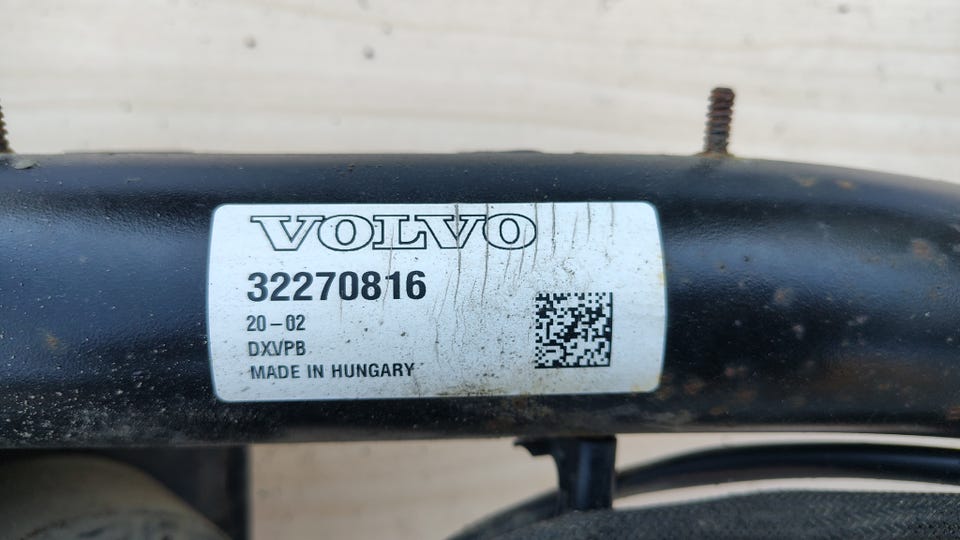 VOLVO
32270816
20-02
DXVPB
MADE IN HUNGARY